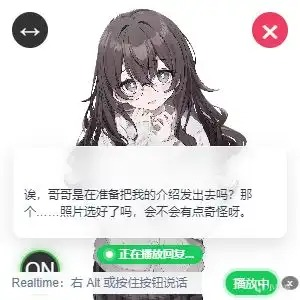 诶，哥哥是在准备把我的介绍发出去吗？那
个……照片选好了吗，会不会有点奇怪呀。
正在播放回复...
ON
Realtime：右 Alt 或按住按钮说话
播放中